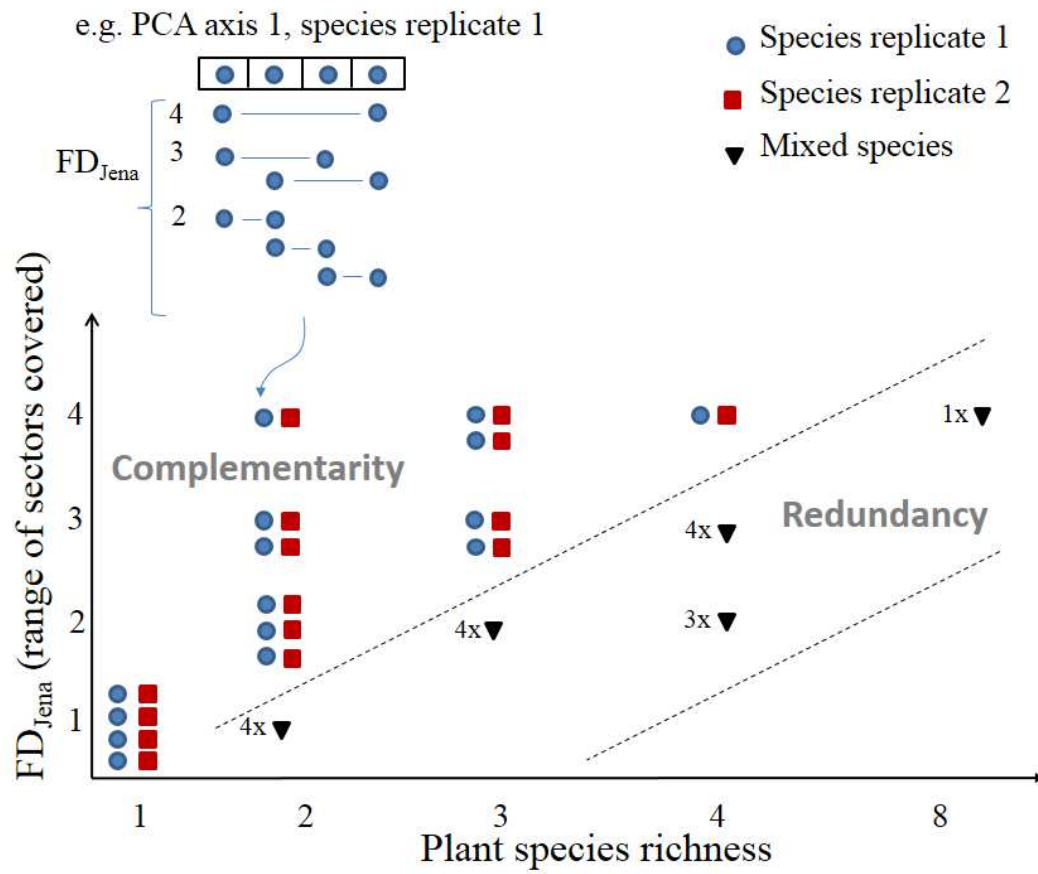 e.g. PCA axis 1, species replicate 1
Species replicate 1
Species replicate 2
Mixed species
4
3
FD_Jena
2
FD_Jena (range of sectors covered)
4
1x
Complementarity
3
Redundancy
4x
2
4x
3x
1
4x
1 2 3 4 8
Plant species richness